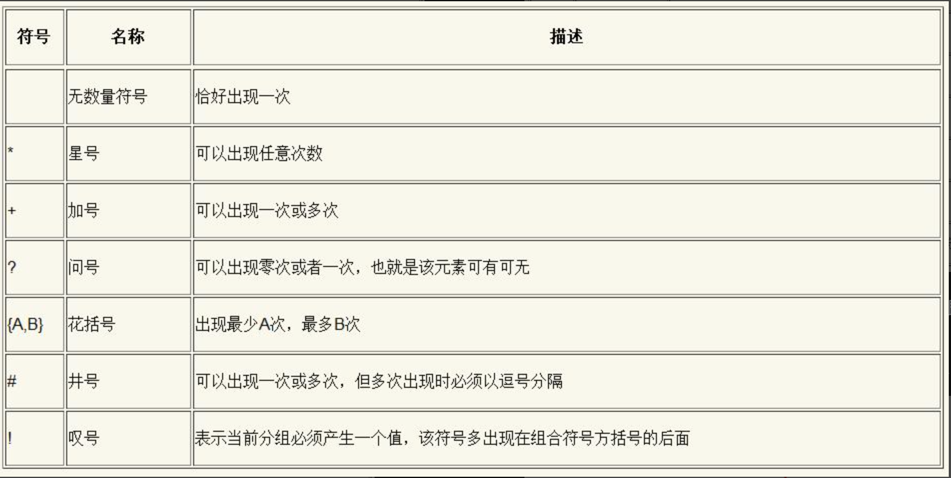 符号 名称 描述
无数量符号 恰好出现一次
* 星号 可以出现任意次数
+ 加号 可以出现一次或多次
? 问号 可以出现零次或者一次，也就是该元素可有可无
{A,B} 花括号 出现最少A次，最多B次
# 井号 可以出现一次或多次，但多次出现时必须以逗号分隔
! 叹号 表示当前分组必须产生一个值，该符号多出现在组合符号方括号的后面